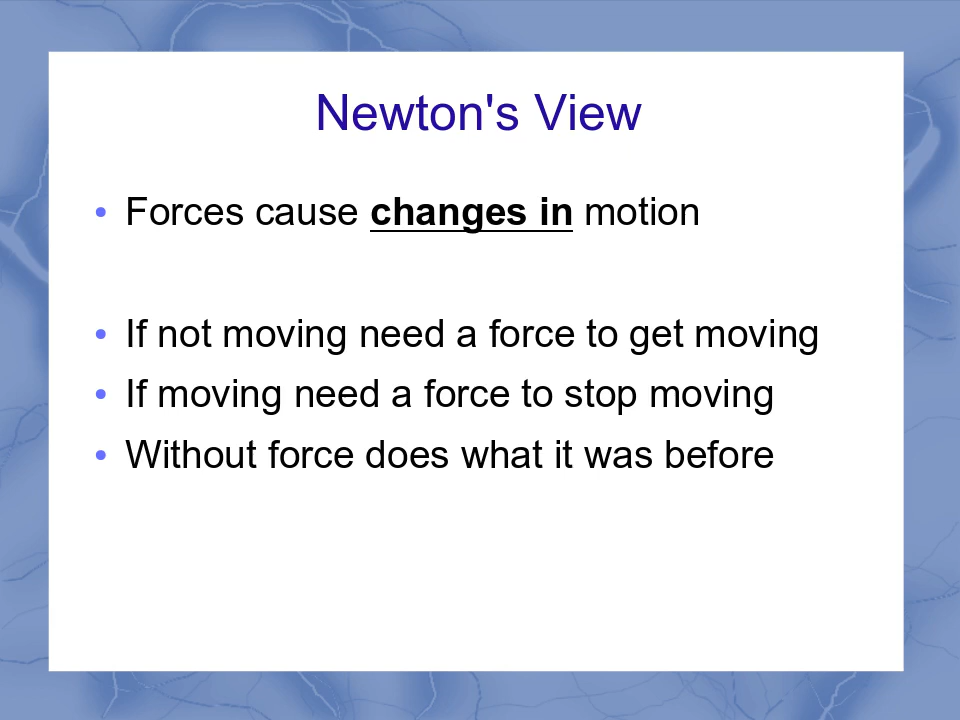 Newton's View
• Forces cause changes in motion
• If not moving need a force to get moving
• If moving need a force to stop moving
• Without force does what it was before